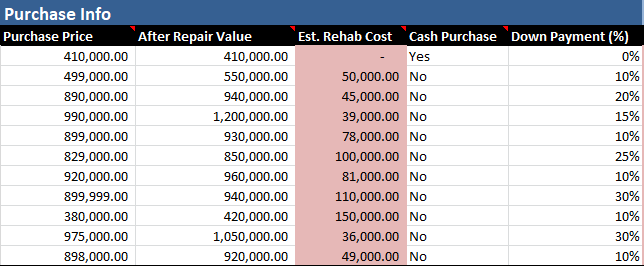 Purchase Info
Purchase Price After Repair Value Est. Rehab Cost Cash Purchase Down Payment (%)
410,000.00 410,000.00 - Yes 0%
499,000.00 550,000.00 50,000.00 No 10%
890,000.00 940,000.00 45,000.00 No 20%
990,000.00 1,200,000.00 39,000.00 No 15%
899,000.00 930,000.00 78,000.00 No 10%
829,000.00 850,000.00 100,000.00 No 25%
920,000.00 960,000.00 81,000.00 No 10%
899,999.00 940,000.00 110,000.00 No 30%
380,000.00 420,000.00 150,000.00 No 10%
975,000.00 1,050,000.00 36,000.00 No 30%
898,000.00 920,000.00 49,000.00 No 10%